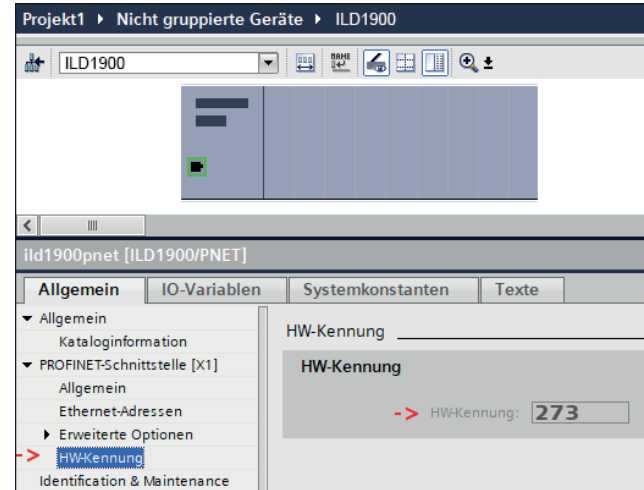 Projekt1 ▸ Nicht gruppierte Geräte ▸ ILD1900
ILD1900
ild1900pnet [ILD1900/PNET]
Allgemein IO-Variablen Systemkonstanten Texte
Allgemein
Kataloginformation
PROFINET-Schnittstelle [X1]
Allgemein
Ethernet-Adressen
Erweiterte Optionen
-> HW-Kennung
Identification & Maintenance
HW-Kennung
HW-Kennung
-> HW-Kennung: 273